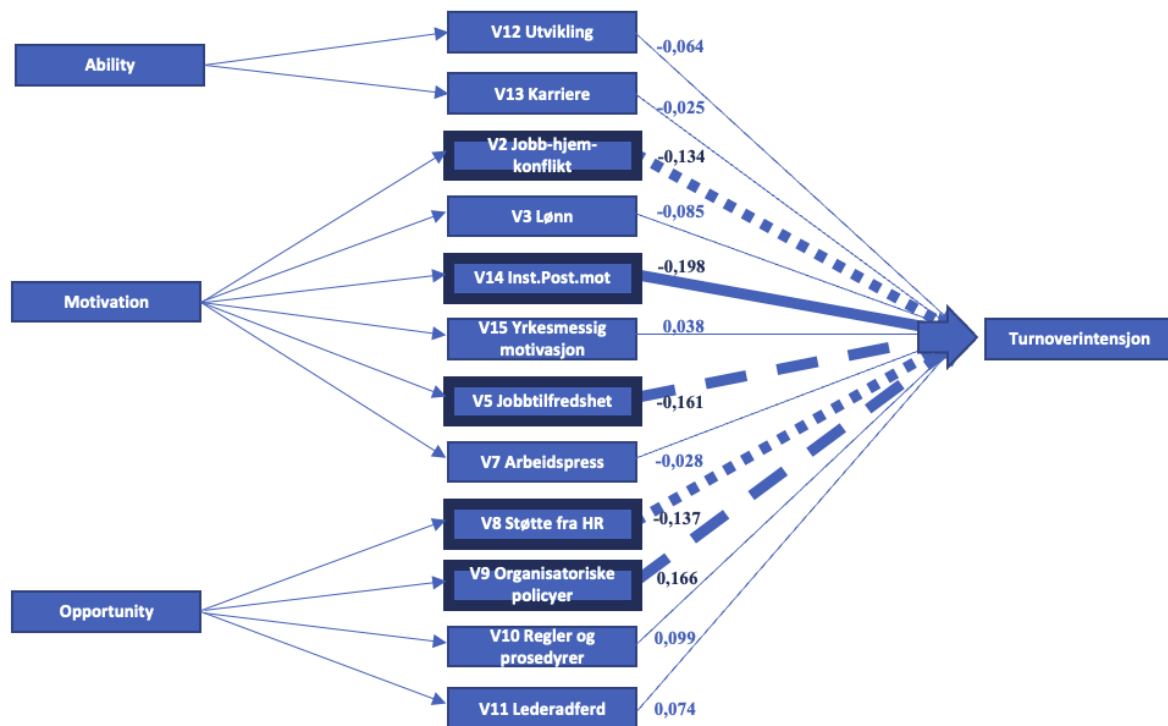 Ability
Motivation
Opportunity
V12 Utvikling
V13 Karriere
V2 Jobb-hjem-
konflikt
V3 Lønn
V14 Inst.Post.mot
V15 Yrkesmessig
motivasjon
V5 Jobbtilfredshet
V7 Arbeidspress
V8 Støtte fra HR
V9 Organisatoriske
policyer
V10 Regler og
prosedyrer
V11 Lederadferd
-0,064
-0,025
-0,134
-0,085
-0,198
0,038
-0,161
-0,028
-0,137
0,166
0,099
0,074
Turnoverintensjon